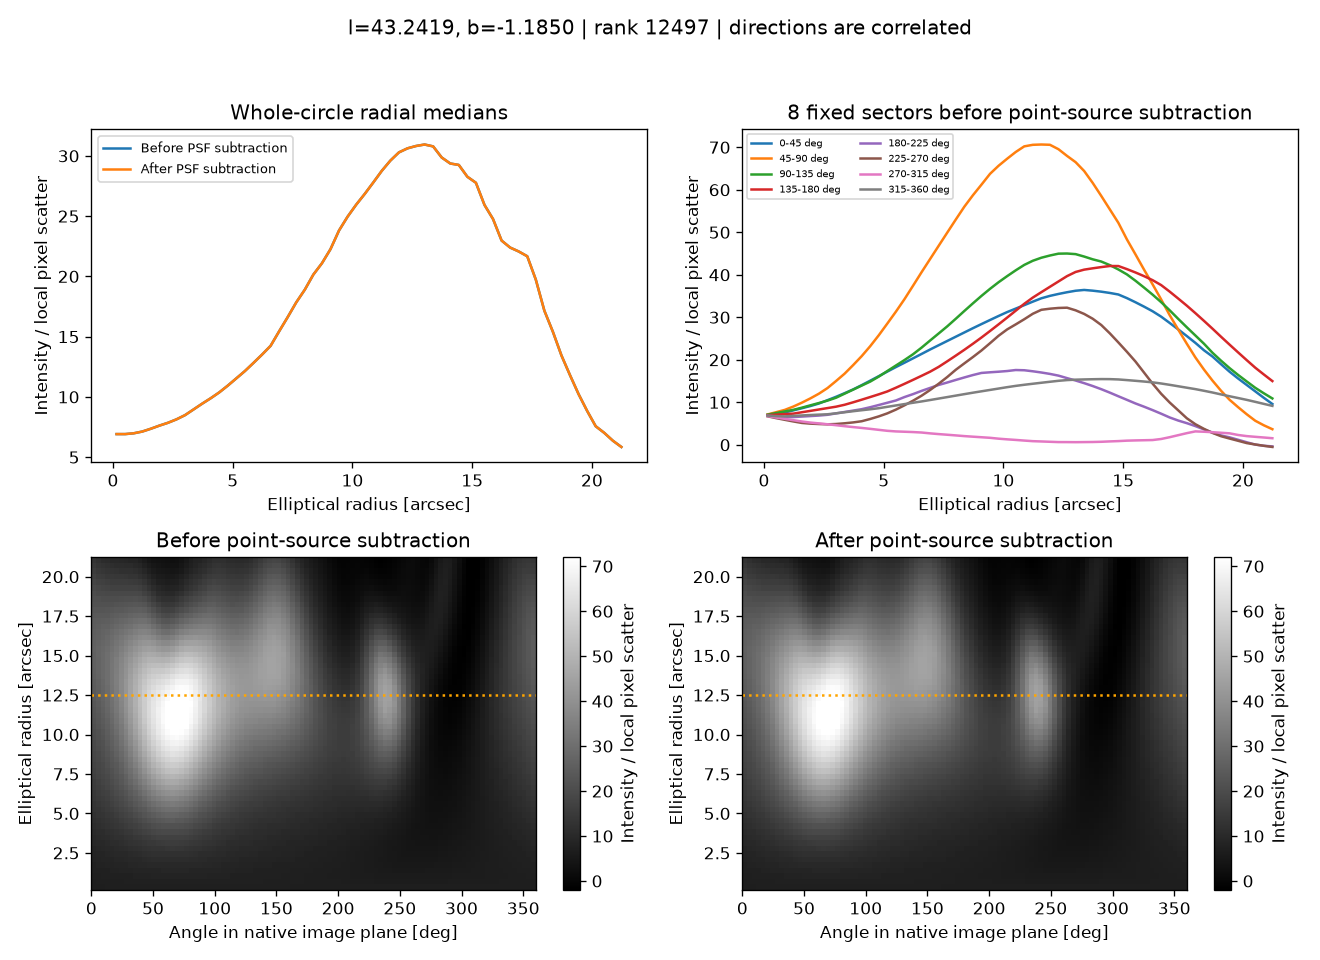 l=43.2419, b=-1.1850 | rank 12497 | directions are correlated
Whole-circle radial medians
Before PSF subtraction
After PSF subtraction
Intensity / local pixel scatter
30
25
20
15
10
5
0
5
10
15
20
Elliptical radius [arcsec]
8 fixed sectors before point-source subtraction
0-45 deg
45-90 deg
90-135 deg
135-180 deg
180-225 deg
225-270 deg
270-315 deg
315-360 deg
Intensity / local pixel scatter
70
60
50
40
30
20
10
0
0
5
10
15
20
Elliptical radius [arcsec]
Before point-source subtraction
Elliptical radius [arcsec]
20.0
17.5
15.0
12.5
10.0
7.5
5.0
2.5
0
50
100
150
200
250
300
350
Angle in native image plane [deg]
70
60
50
40
30
20
10
0
Intensity / local pixel scatter
After point-source subtraction
Elliptical radius [arcsec]
20.0
17.5
15.0
12.5
10.0
7.5
5.0
2.5
0
50
100
150
200
250
300
350
Angle in native image plane [deg]
70
60
50
40
30
20
10
0
Intensity / local pixel scatter